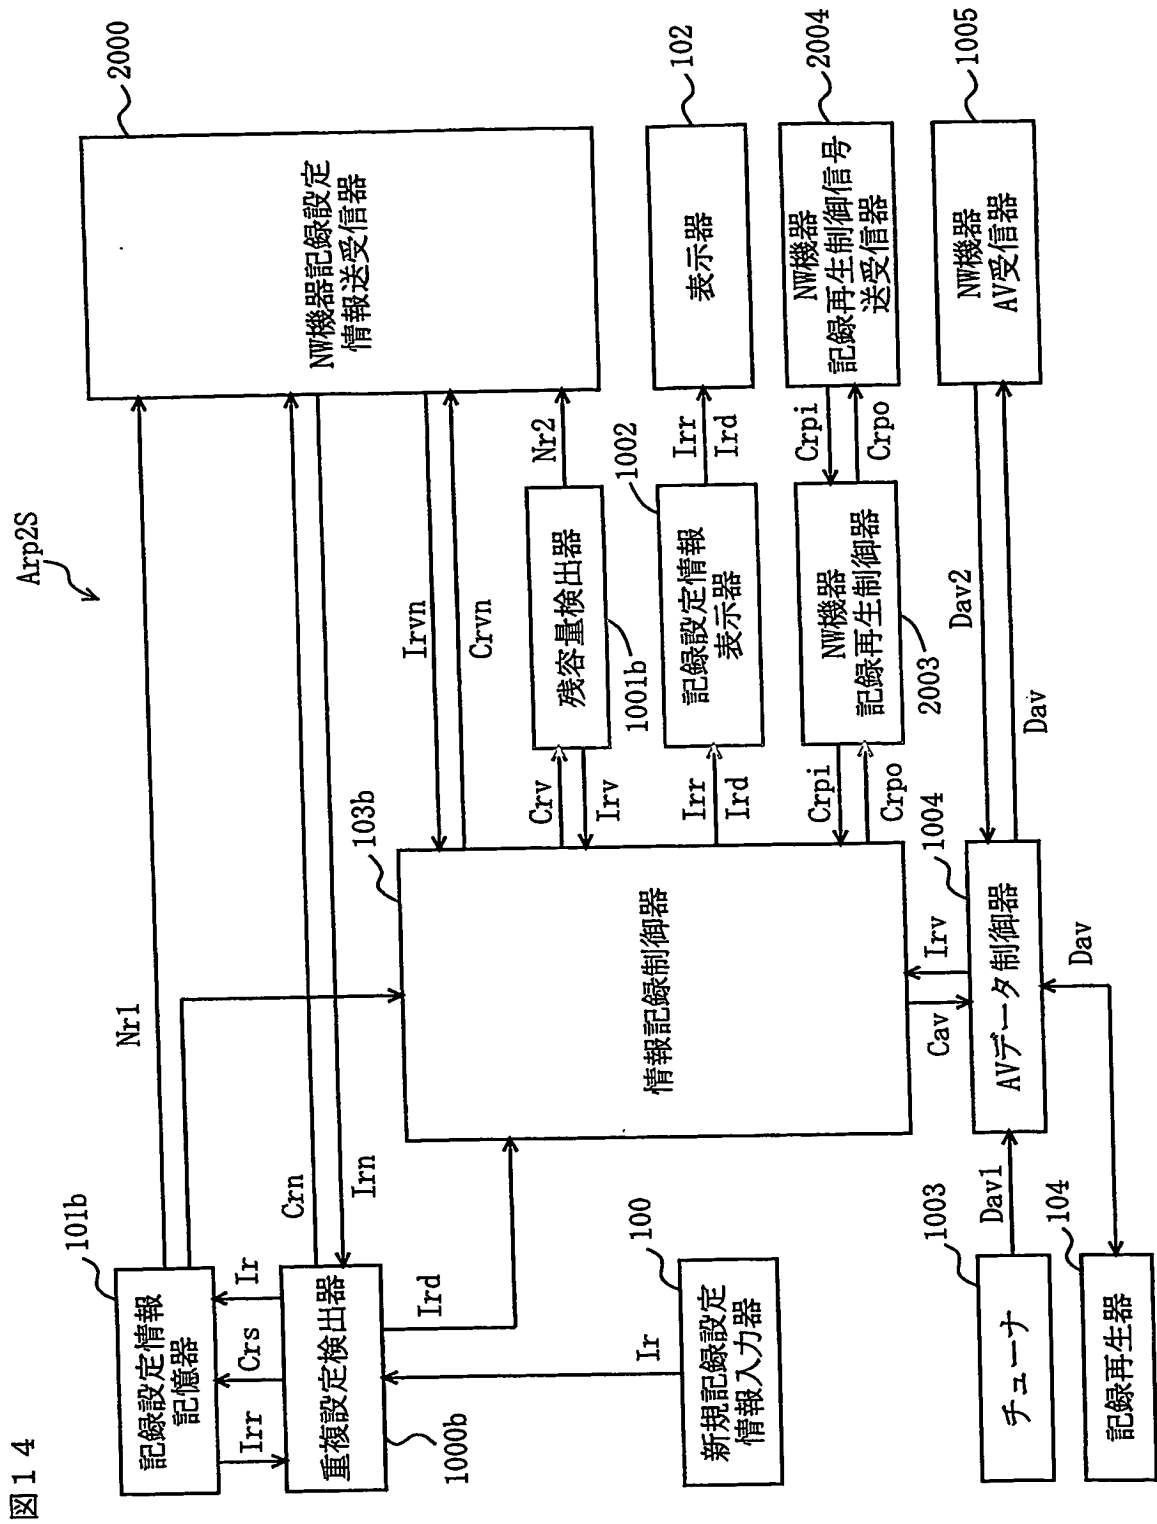 図14
Arp2S
101b
記録設定情報
記憶器
Nr1
2000
NW機器記録設定
情報送受信器
Irr
Crs
Ir
Crn
Irn
重複設定検出器
1000b
Ird
103b
情報記録制御器
Irvn
Crvn
Nr2
Crv
Irv
残容量検出器
1001b
100
Ir
新規記録設定
情報入力器
Irr
Ird
1002
記録設定情報
表示器
Irr
Ird
102
表示器
Crpi
Crpo
NW機器
記録再生制御器
2003
Crpi
Crpo
2004
NW機器
記録再生制御信号
送受信器
Cav
Irv
1004
AVデータ制御器
Dav2
Dav
1005
NW機器
AV受信器
1003
チューナ
Dav1
104
記録再生器
Dav